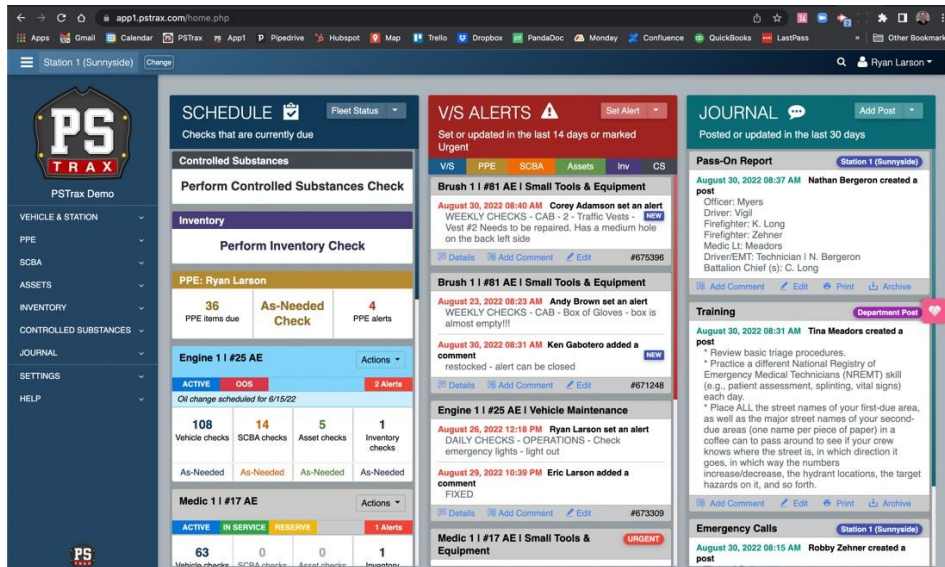 app1.pstrax.com/home.php
Apps Gmail Calendar PSTrax App1 Pipedrive Hubspot Map Trello Dropbox PandaDoc Monday Confluence QuickBooks LastPass » Other Bookmark
Station 1 (Sunnyside) Change
Ryan Larson
PS
TRAX
PSTrax Demo
VEHICLE & STATION
PPE
SCBA
ASSETS
INVENTORY
CONTROLLED SUBSTANCES
JOURNAL
SETTINGS
HELP
PS
TRAX
SCHEDULE
Fleet Status
Checks that are currently due
Controlled Substances
Perform Controlled Substances Check
Inventory
Perform Inventory Check
PPE: Ryan Larson
36 As-Needed 4
PPE items due Check PPE alerts
Engine 1 I #25 AE Actions
ACTIVE OOS 2 Alerts
Oil change scheduled for 6/15/22
108 14 5 1
Vehicle checks SCBA checks Asset checks Inventory
checks
As-Needed As-Needed As-Needed As-Needed
Medic 1 I #17 AE Actions
ACTIVE IN SERVICE RESERVE 1 Alerts
63 0 0 1
Vehicle checks SCBA checks Asset checks Inventory
V/S ALERTS
Set Alert
Set or updated in the last 14 days or marked
Urgent
V/S PPE SCBA Assets Inv CS
Brush 1 I #81 AE I Small Tools & Equipment
August 30, 2022 08:40 AM Corey Adamson set an alert
WEEKLY CHECKS - CAB - 2 - Traffic Vests - NEW
Vest #2 Needs to be repaired. Has a medium hole
on the back left side
Details Add Comment Edit #675396
Brush 1 I #81 AE I Small Tools & Equipment
August 23, 2022 08:23 AM Andy Brown set an alert
WEEKLY CHECKS - CAB - Box of Gloves - box is
almost empty!!!
August 30, 2022 08:31 AM Ken Gabotero added a
comment NEW
restocked - alert can be closed
Details Add Comment Edit #671248
Engine 1 I #25 AE I Vehicle Maintenance
August 26, 2022 12:18 PM Ryan Larson set an alert
DAILY CHECKS - OPERATIONS - Check
emergency lights - light out
August 29, 2022 10:39 PM Eric Larson added a
comment
FIXED
Details Add Comment Edit #673309
Medic 1 I #17 AE I Small Tools & URGENT
Equipment
JOURNAL
Add Post
Posted or updated in the last 30 days
Pass-On Report Station 1 (Sunnyside)
August 30, 2022 08:37 AM Nathan Bergeron created a
post
Officer: Myers
Driver: Vigil
Firefighter: K. Long
Firefighter: Zehner
Medic Lt: Meadors
Driver/EMT: Technician I N. Bergeron
Battalion Chief (s): C. Long
Add Comment Edit Print Archive
Training Department Post
August 30, 2022 08:31 AM Tina Meadors created a
post
* Review basic triage procedures.
* Practice a different National Registry of
Emergency Medical Technicians (NREMT) skill
(e.g., patient assessment, splinting, vital signs)
each day.
* Place ALL the street names of your first-due area,
as well as the major street names of your second-
due areas (one name per piece of paper) in a
coffee can to pass around to see if your crew
knows where the street is, in which direction it
goes, in which way the numbers
increase/decrease, the hydrant locations, the target
hazards on it, and so forth.
Add Comment Edit Print Archive
Emergency Calls Station 1 (Sunnyside)
August 30, 2022 08:15 AM Robby Zehner created a
post